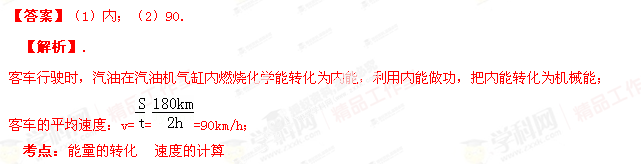 【答案】（1）内；（2）90．
【解析】．
客车行驶时，汽油在汽油机气缸内燃烧化学能转化为内能，利用内能做功，把内能转化为机械能；
客车的平均速度：v=S/t=180km/2h=90km/h；
考点：能量的转化 速度的计算